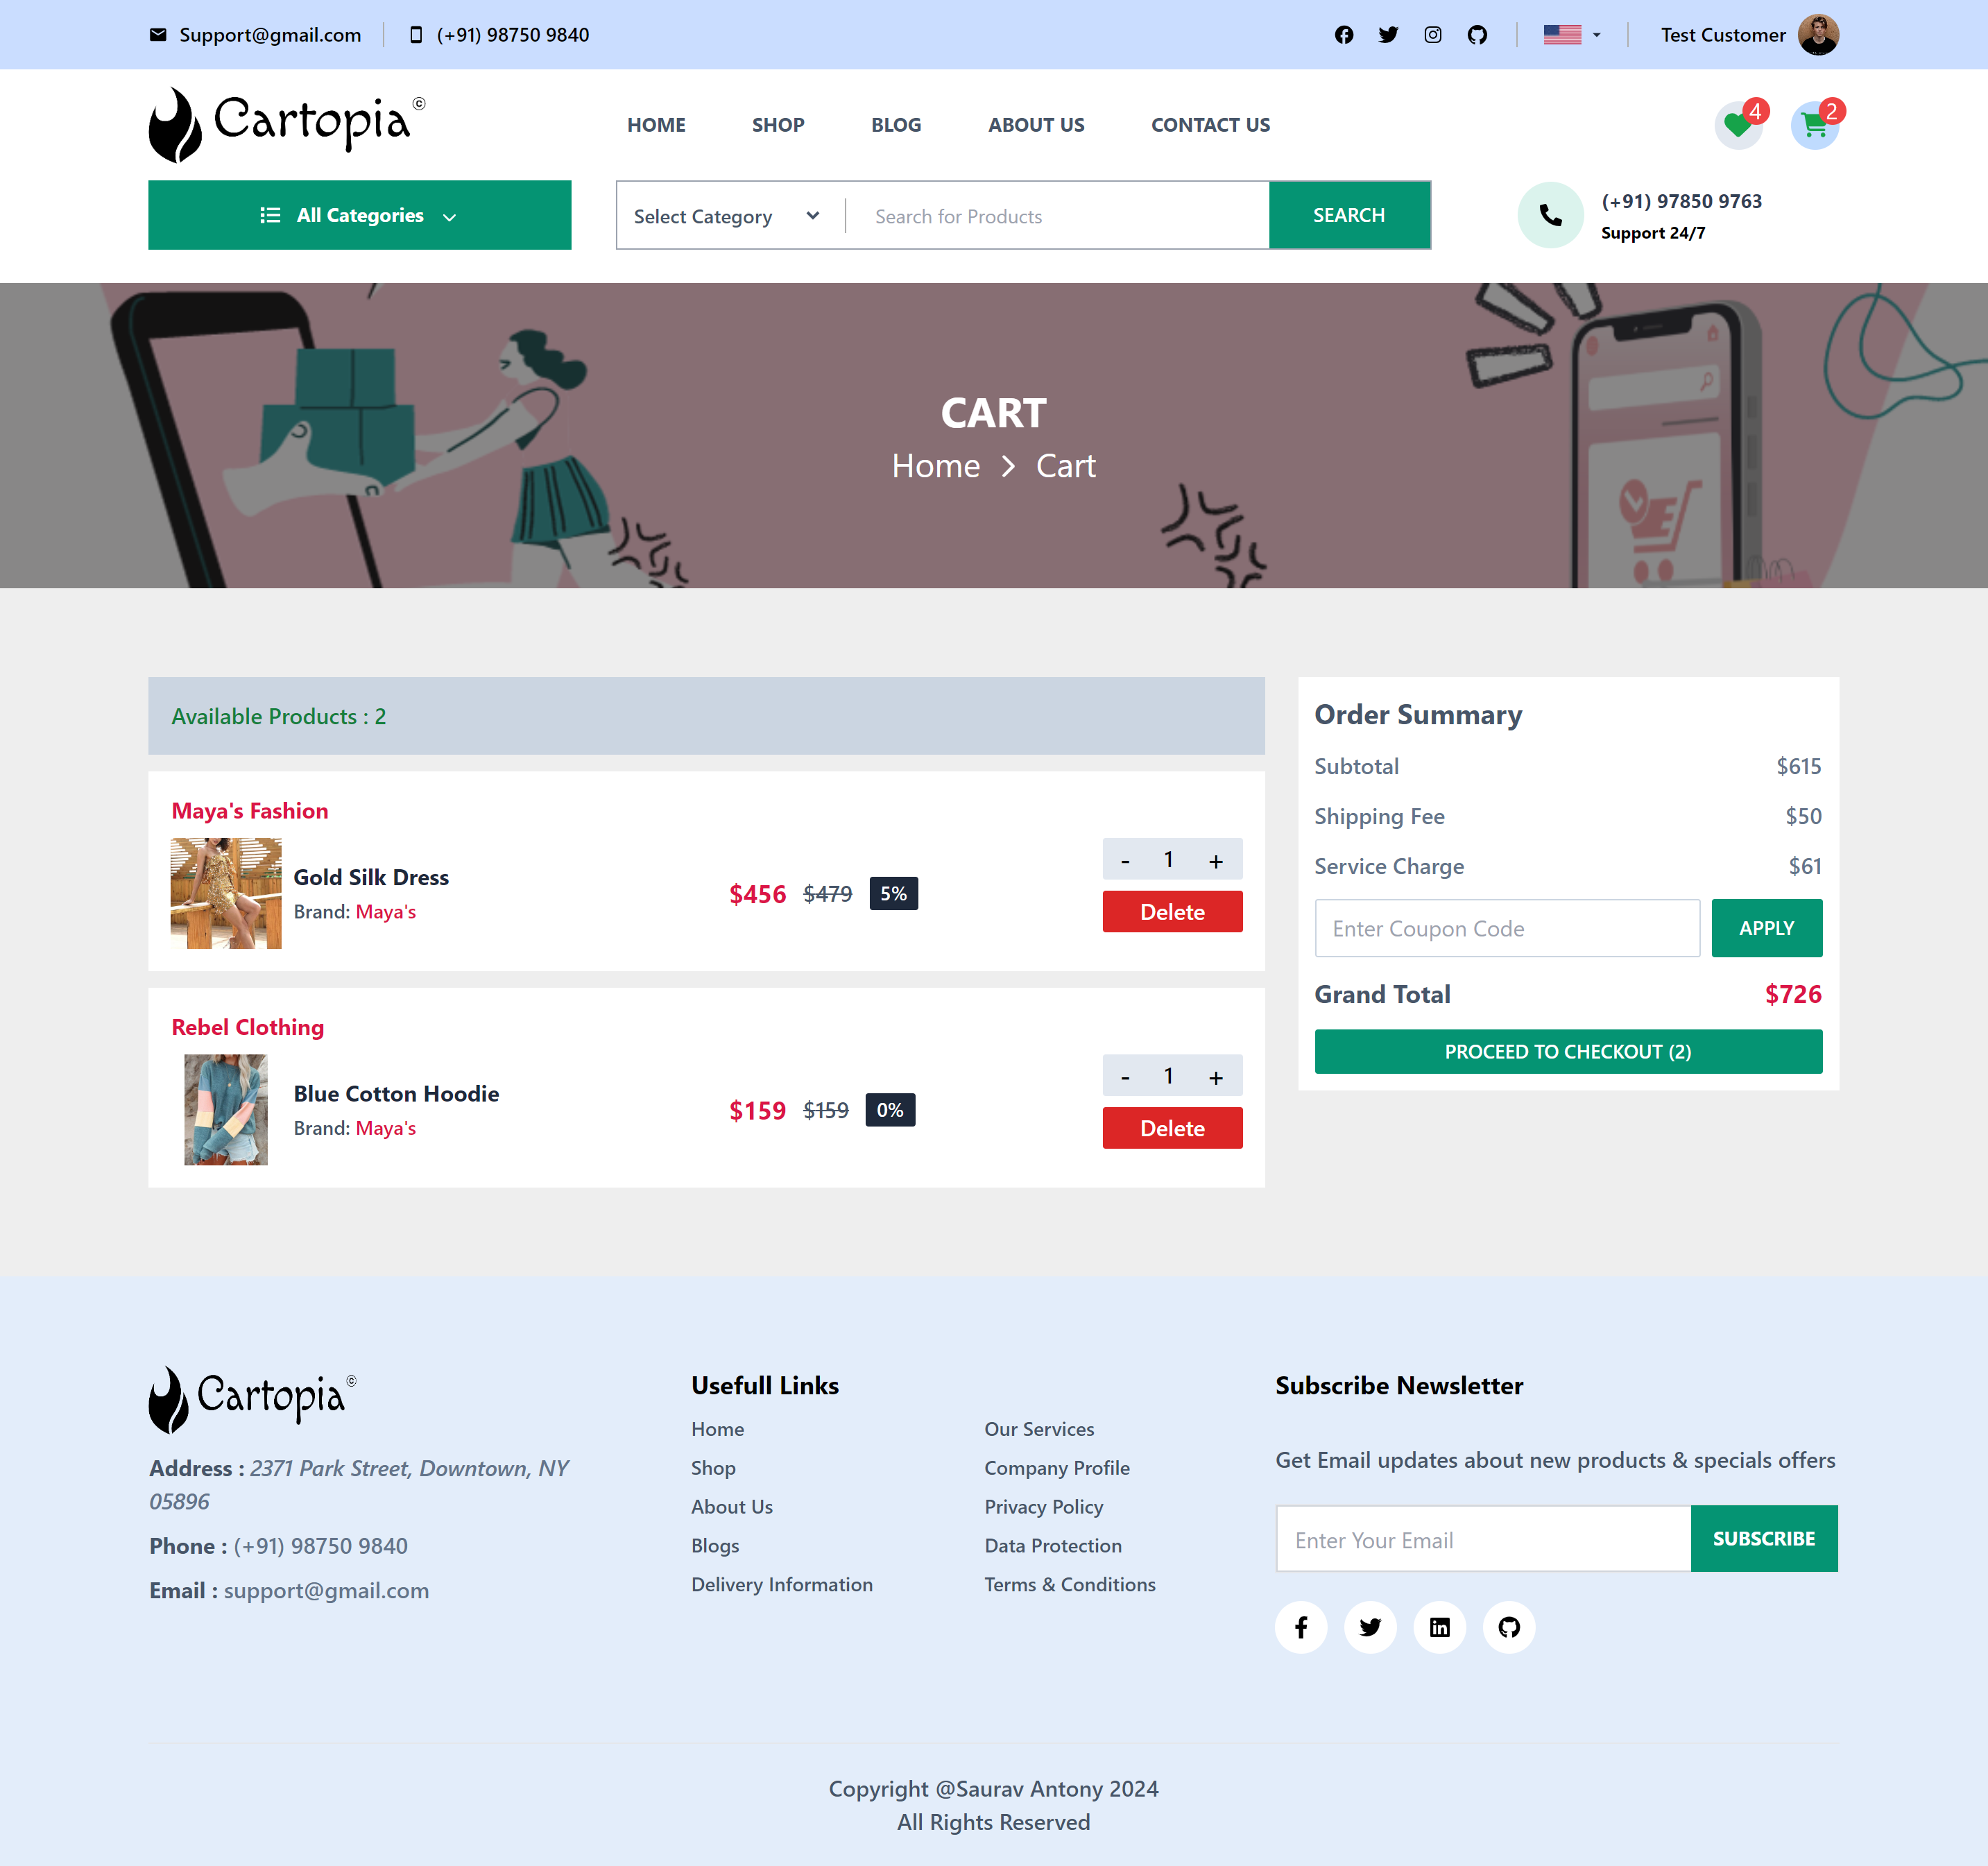 Support@gmail.com
(+91) 98750 9840
Test Customer
Cartopia©
HOME
SHOP
BLOG
ABOUT US
CONTACT US
4
2
All Categories
Select Category
Search for Products
SEARCH
(+91) 97850 9763
Support 24/7
CART
Home > Cart
Available Products : 2
Maya's Fashion
Gold Silk Dress
Brand: Maya's
$456 $479 5%
- 1 +
Delete
Rebel Clothing
Blue Cotton Hoodie
Brand: Maya's
$159 $159 0%
- 1 +
Delete
Order Summary
Subtotal $615
Shipping Fee $50
Service Charge $61
Enter Coupon Code
APPLY
Grand Total $726
PROCEED TO CHECKOUT (2)
Cartopia©
Address : 2371 Park Street, Downtown, NY
05896
Phone : (+91) 98750 9840
Email : support@gmail.com
Usefull Links
Home
Shop
About Us
Blogs
Delivery Information
Our Services
Company Profile
Privacy Policy
Data Protection
Terms & Conditions
Subscribe Newsletter
Get Email updates about new products & specials offers
Enter Your Email
SUBSCRIBE
Copyright @Saurav Antony 2024
All Rights Reserved